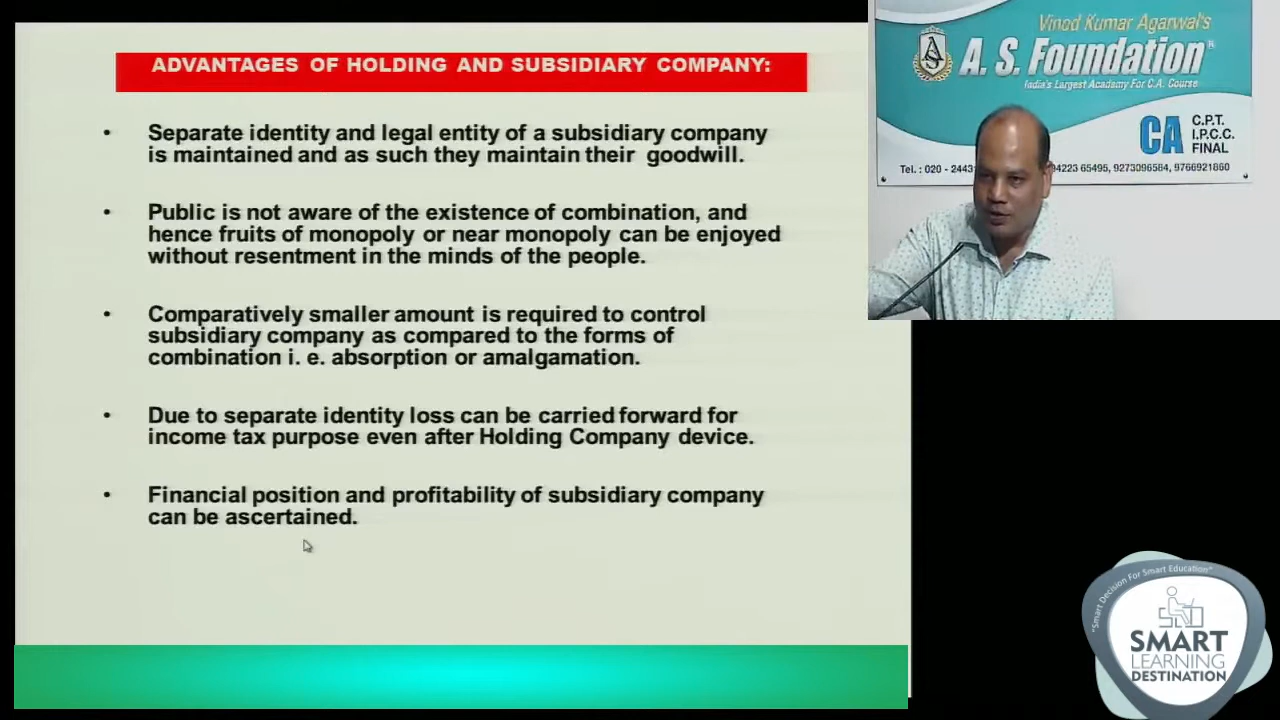 ADVANTAGES OF HOLDING AND SUBSIDIARY COMPANY:
• Separate identity and legal entity of a subsidiary company
is maintained and as such they maintain their goodwill.
• Public is not aware of the existence of combination, and
hence fruits of monopoly or near monopoly can be enjoyed
without resentment in the minds of the people.
• Comparatively smaller amount is required to control
subsidiary company as compared to the forms of
combination i. e. absorption or amalgamation.
• Due to separate identity loss can be carried forward for
income tax purpose even after Holding Company device.
• Financial position and profitability of subsidiary company
can be ascertained.
Vinod Kumar Agarwal's
A. S. Foundation®
India's Largest Academy For C.A. Course
CA
C.P.T.
I.P.C.C.
FINAL
Tel. : 020 - 2443 94223 65495, 9273096584, 9766921860
"Smart Decision For Smart Education"
SMART
LEARNING
DESTINATION